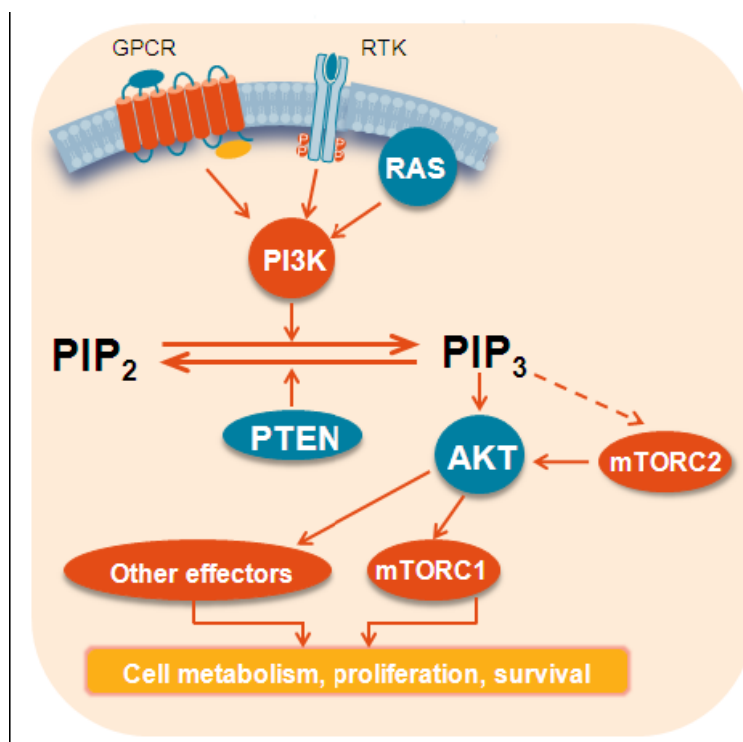 GPCR
RTK
P
P
P
P
RAS
PI3K
PIP2
PIP3
PTEN
AKT
mTORC2
Other effectors
mTORC1
Cell metabolism, proliferation, survival